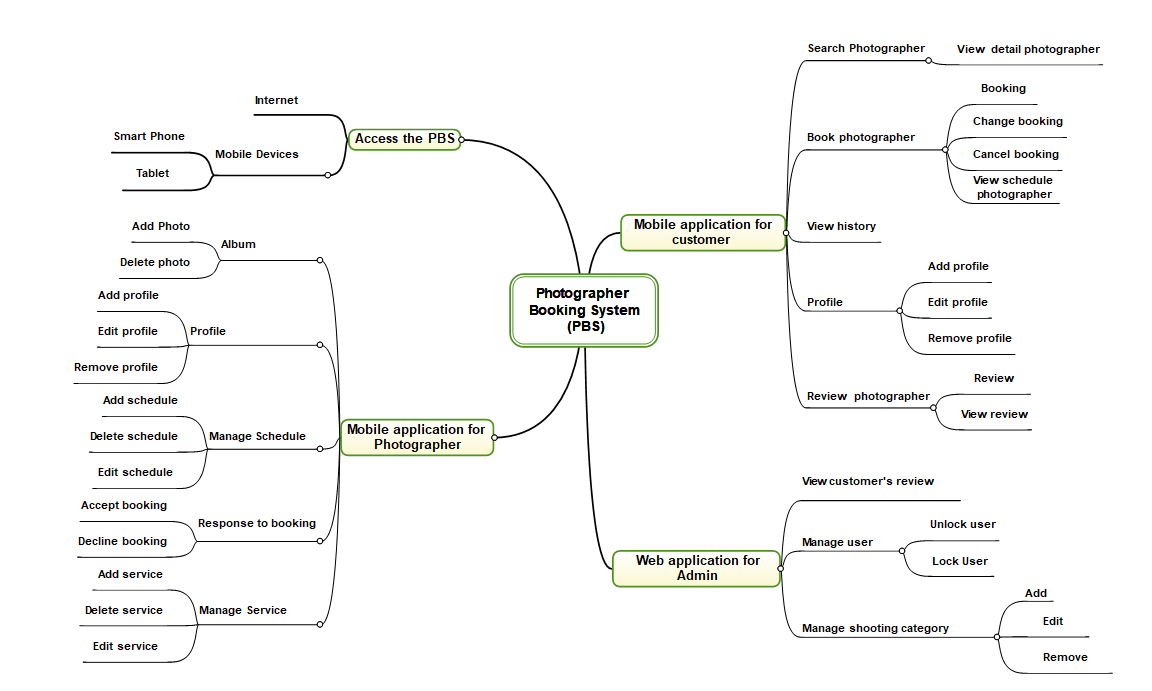 Photographer
Booking System
(PBS)
Access the PBS
Internet
Mobile Devices
Smart Phone
Tablet
Mobile application for
customer
Search Photographer
View detail photographer
Book photographer
Booking
Change booking
Cancel booking
View schedule
photographer
View history
Profile
Add profile
Edit profile
Remove profile
Review photographer
Review
View review
Mobile application for
Photographer
Album
Add Photo
Delete photo
Profile
Add profile
Edit profile
Remove profile
Manage Schedule
Add schedule
Delete schedule
Edit schedule
Response to booking
Accept booking
Decline booking
Manage Service
Add service
Delete service
Edit service
Web application for
Admin
View customer's review
Manage user
Unlock user
Lock User
Manage shooting category
Add
Edit
Remove